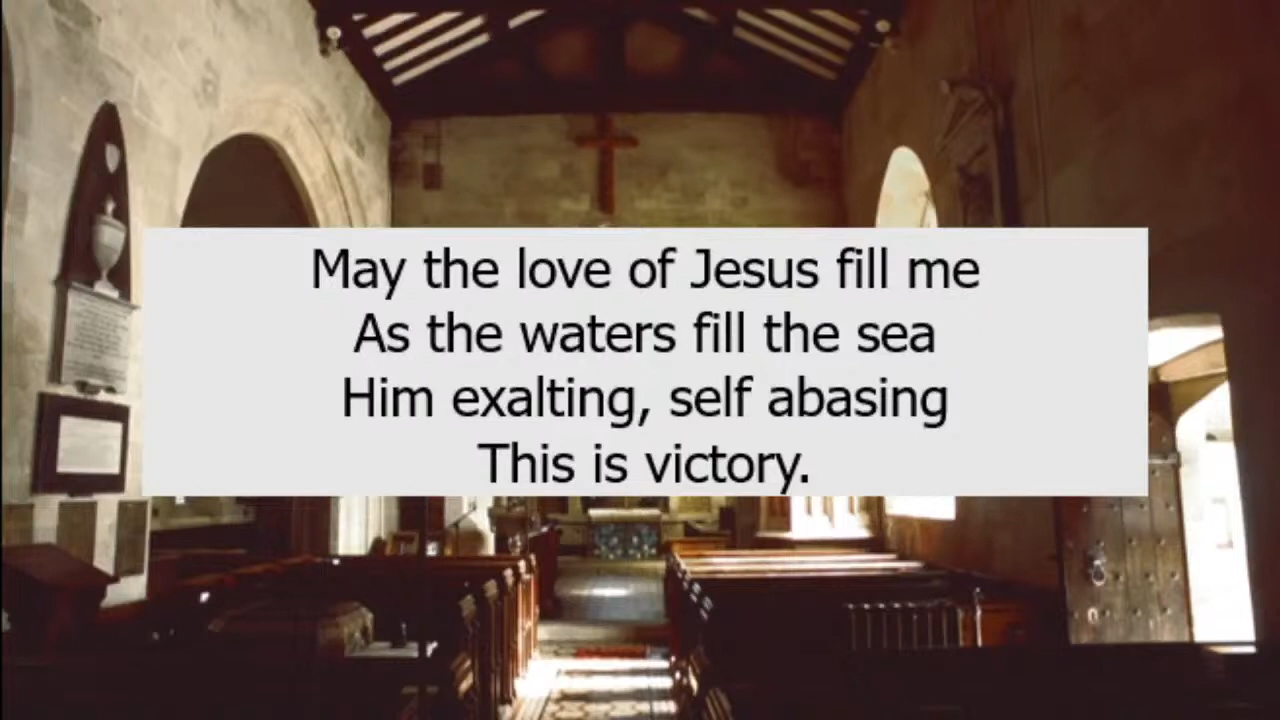 May the love of Jesus fill me
As the waters fill the sea
Him exalting, self abasing
This is victory.